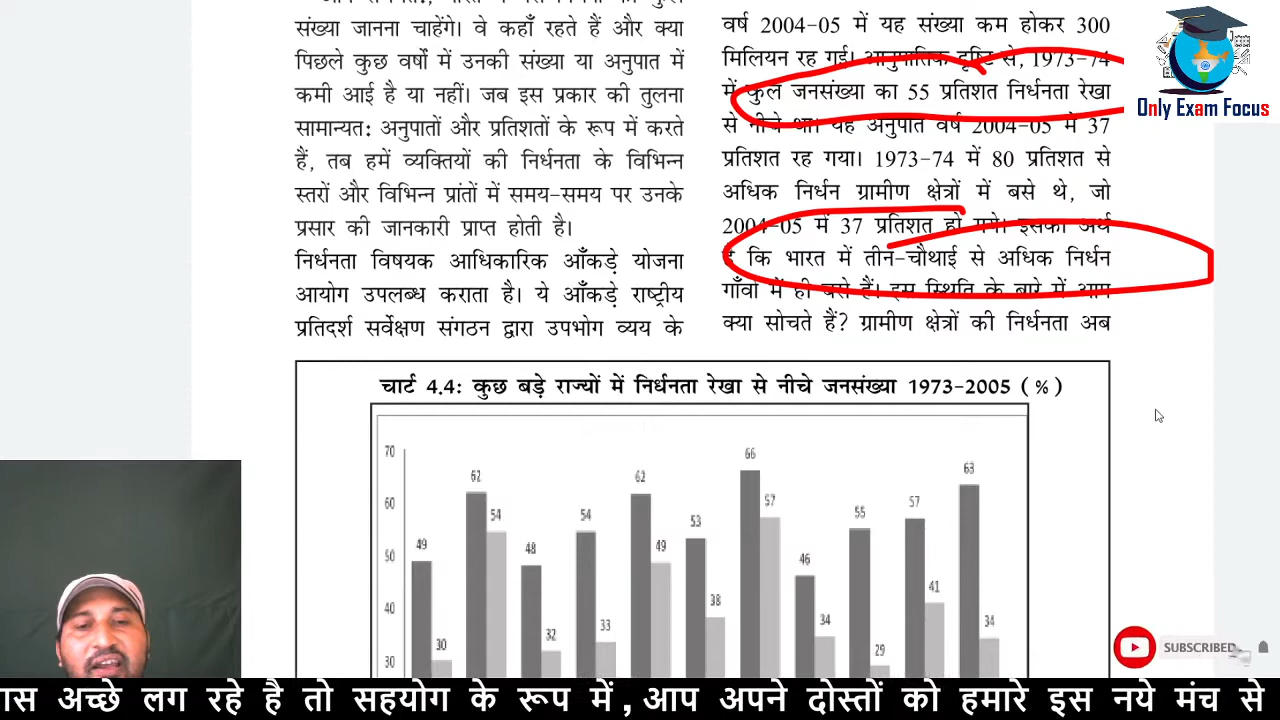 संख्या जानना चाहेंगे। वे कहाँ रहते हैं और क्या
पिछले कुछ वर्षों में उनकी संख्या या अनुपात में
कमी आई है या नहीं। जब इस प्रकार की तुलना
सामान्यत: अनुपातों और प्रतिशतों के रूप में करते
हैं, तब हमें व्यक्तियों की निर्धनता के विभिन्न
स्तरों और विभिन्न प्रांतों में समय-समय पर उनके
प्रसार की जानकारी प्राप्त होती है।
निर्धनता विषयक आधिकारिक आँकड़े योजना
आयोग उपलब्ध कराता है। ये आँकड़े राष्ट्रीय
प्रतिदर्श सर्वेक्षण संगठन द्वारा उपभोग व्यय के
वर्ष 2004-05 में यह संख्या कम होकर 300
मिलियन रह गई। आनुपातिक दृष्टि से, 1973-74
में कुल जनसंख्या का 55 प्रतिशत निर्धनता रेखा
से नीचे था। यह अनुपात वर्ष 2004-05 में 37
प्रतिशत रह गया। 1973-74 में 80 प्रतिशत से
अधिक निर्धन ग्रामीण क्षेत्रों में बसे थे, जो
2004-05 में 37 प्रतिशत हो गये। इसका अर्थ
है कि भारत में तीन-चौथाई से अधिक निर्धन
गाँवों में ही बसे हैं। इस स्थिति के बारे में आप
क्या सोचते हैं? ग्रामीण क्षेत्रों की निर्धनता अब
Only Exam Focus
चार्ट 4.4: कुछ बड़े राज्यों में निर्धनता रेखा से नीचे जनसंख्या 1973-2005 (%)
70
60
50
40
30
49
30
62
54
48
32
54
33
62
49
53
38
66
57
46
34
55
29
57
41
63
34
SUBSCRIBED
ास अच्छे लग रहे है तो सहयोग के रूप में, आप अपने दोस्तों को हमारे इस नये मंच से